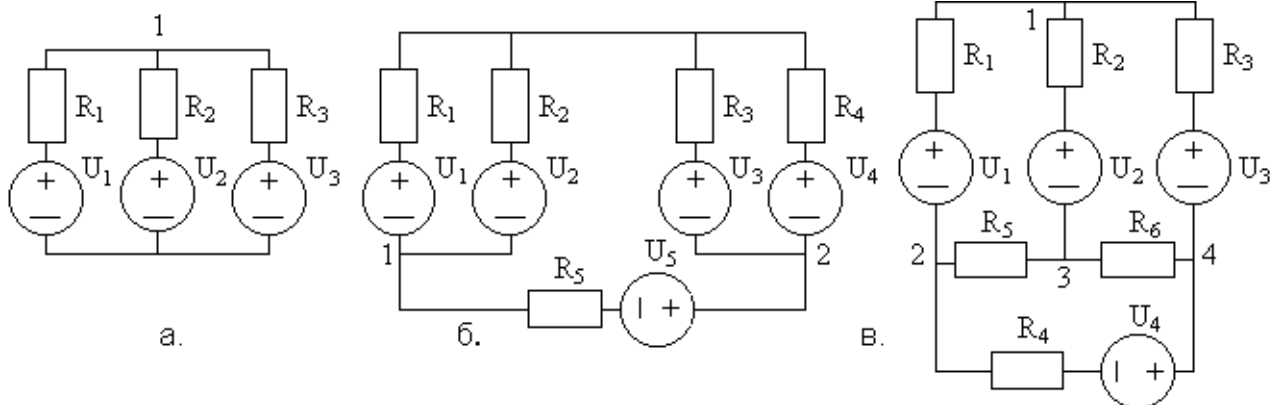 1
R₁ R₂ R₃
+ + +
U₁ U₂ U₃
− − −
а.
R₁ R₂ R₃ R₄
+ + + +
U₁ U₂ U₃ U₄
− − − −
1 2
R₅ U₅
− +
б.
1
R₁ R₂ R₃
+ + +
U₁ U₂ U₃
− − −
R₅ R₆
2 3 4
R₄ U₄
− +
в.